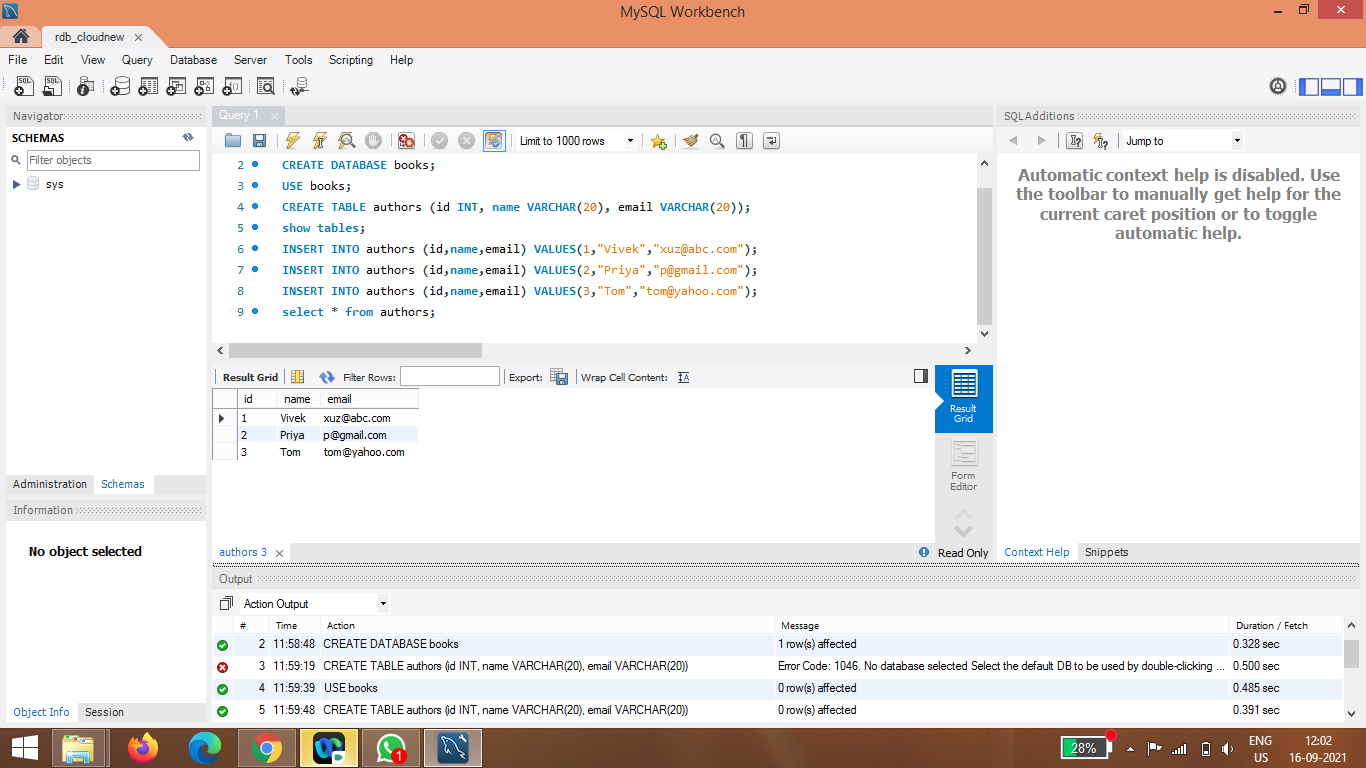 MySQL Workbench
rdb_cloudnew
File Edit View Query Database Server Tools Scripting Help
Navigator
SCHEMAS
Filter objects
sys
Administration Schemas
Information
No object selected
Object Info Session
Query 1
Limit to 1000 rows
2 CREATE DATABASE books;
3 USE books;
4 CREATE TABLE authors (id INT, name VARCHAR(20), email VARCHAR(20));
5 show tables;
6 INSERT INTO authors (id,name,email) VALUES(1,"Vivek","xuz@abc.com");
7 INSERT INTO authors (id,name,email) VALUES(2,"Priya","p@gmail.com");
8 INSERT INTO authors (id,name,email) VALUES(3,"Tom","tom@yahoo.com");
9 select * from authors;
Result Grid Filter Rows: Export: Wrap Cell Content:
id name email
1 Vivek xuz@abc.com
2 Priya p@gmail.com
3 Tom tom@yahoo.com
Result
Grid
Form
Editor
authors 3 Read Only
SQLAdditions
Jump to
Automatic context help is disabled. Use
the toolbar to manually get help for the
current caret position or to toggle
automatic help.
Context Help Snippets
Output
Action Output
# Time Action Message Duration / Fetch
2 11:58:48 CREATE DATABASE books 1 row(s) affected 0.328 sec
3 11:59:19 CREATE TABLE authors (id INT, name VARCHAR(20), email VARCHAR(20)) Error Code: 1046. No database selected Select the default DB to be used by double-clicking ... 0.500 sec
4 11:59:39 USE books 0 row(s) affected 0.485 sec
5 11:59:48 CREATE TABLE authors (id INT, name VARCHAR(20), email VARCHAR(20)) 0 row(s) affected 0.391 sec
1
28%
ENG
US
12:02
16-09-2021